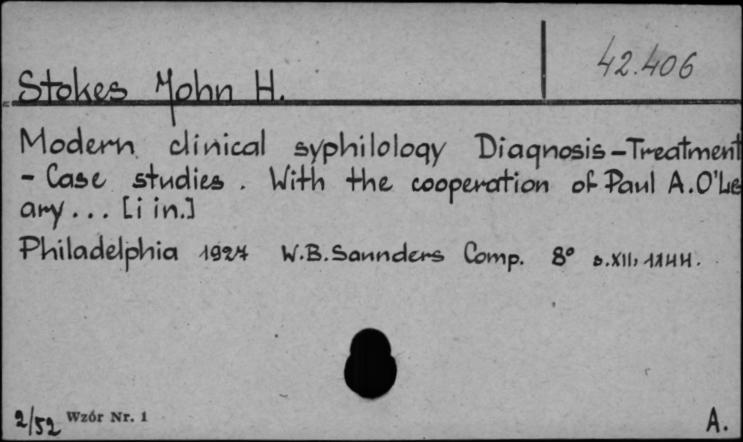 42.406
Stokes John H.
Modern clinical syphilology Diagnosis - Treatment
- Case studies. With the cooperation of Paul A. O'Le
ary... [i in.]
Philadelphia 1927 W.B. Saunders Comp. 8° s. XII, 1144.
2/52 Wzór Nr. 1
A.